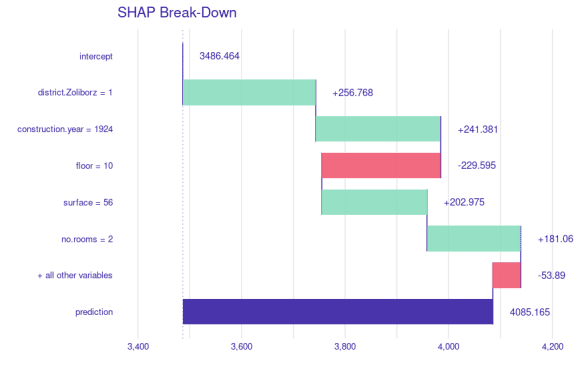 SHAP Break-Down
intercept 3486.464
district.Zoliborz = 1 +256.768
construction.year = 1924 +241.381
floor = 10 -229.595
surface = 56 +202.975
no.rooms = 2 +181.06
+ all other variables -53.89
prediction 4085.165
3,400 3,600 3,800 4,000 4,200